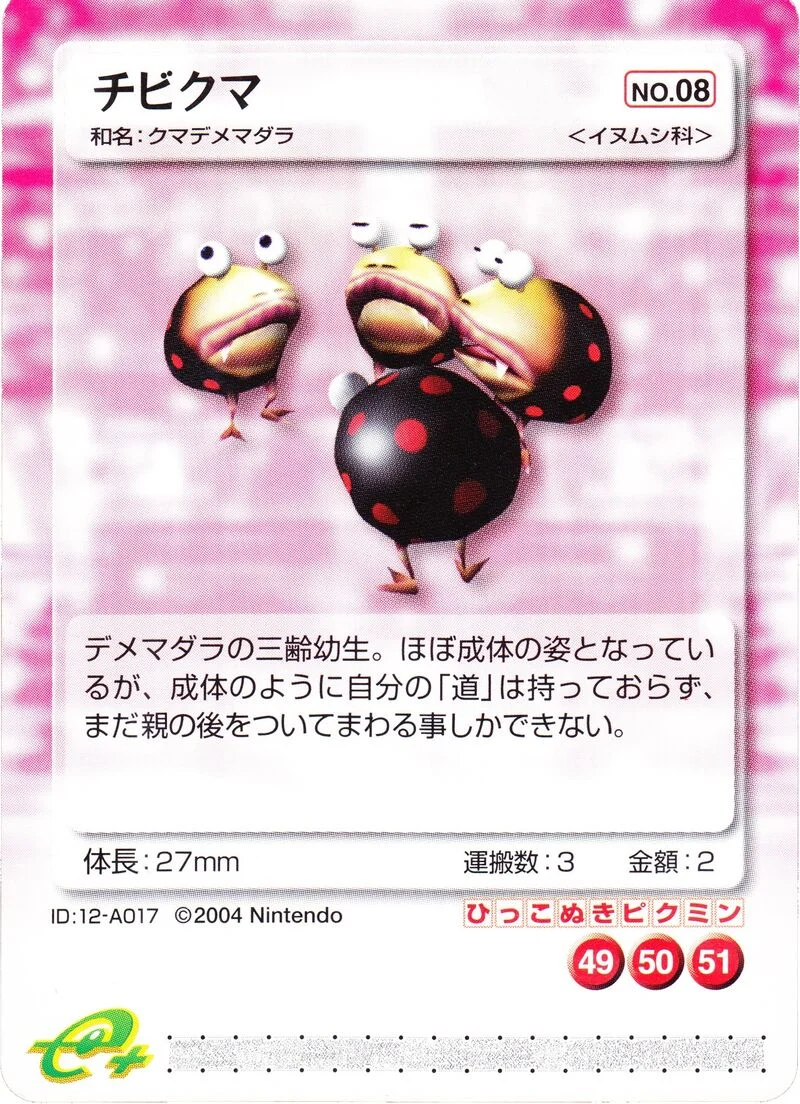 チビクマ
NO.08
和名：クマデメマダラ
＜イヌムシ科＞
デメマダラの三齢幼生。ほぼ成体の姿となってい
るが、成体のように自分の「道」は持っておらず、
まだ親の後をついてまわる事しかできない。
体長：27mm
運搬数：3
金額：2
ID:12-A017 ©2004 Nintendo
ひっこぬきピクミン
49 50 51
e+